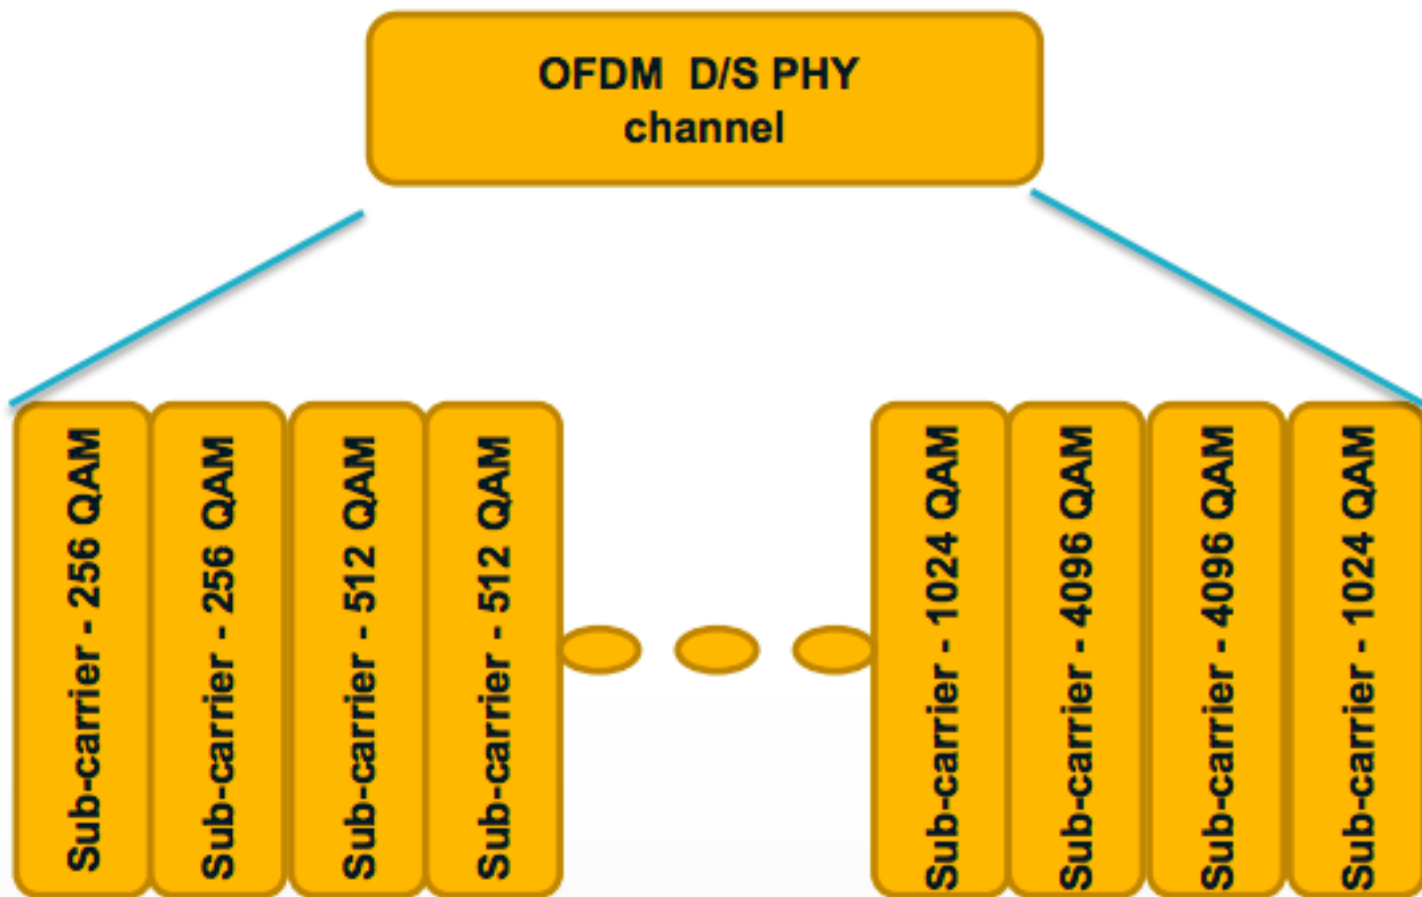 OFDM D/S PHY
channel
Sub-carrier - 256 QAM
Sub-carrier - 256 QAM
Sub-carrier - 512 QAM
Sub-carrier - 512 QAM
Sub-carrier - 1024 QAM
Sub-carrier - 4096 QAM
Sub-carrier - 4096 QAM
Sub-carrier - 1024 QAM